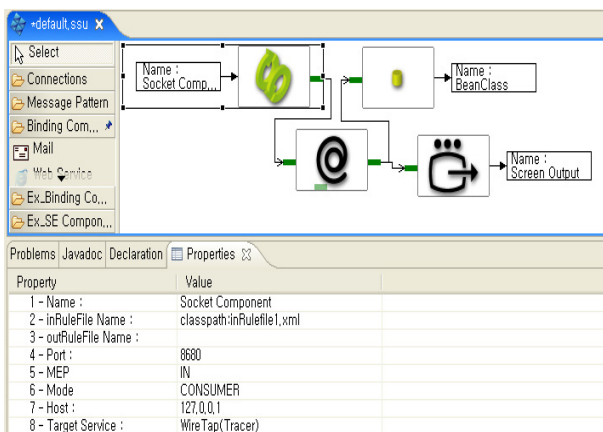 *default.ssu X
Select
Connections
Message Pattern
Binding Com...
Mail
Web Service
Ex_Binding Co...
Ex_SE Compon...
Name :
Socket Comp...
Name :
BeanClass
@
Name :
Screen Output
Problems Javadoc Declaration Properties
Property Value
1 - Name : Socket Component
2 - inRuleFile Name : classpath:inRulefile1.xml
3 - outRuleFile Name :
4 - Port : 8680
5 - MEP IN
6 - Mode CONSUMER
7 - Host : 127.0.0.1
8 - Target Service : WireTap(Tracer)